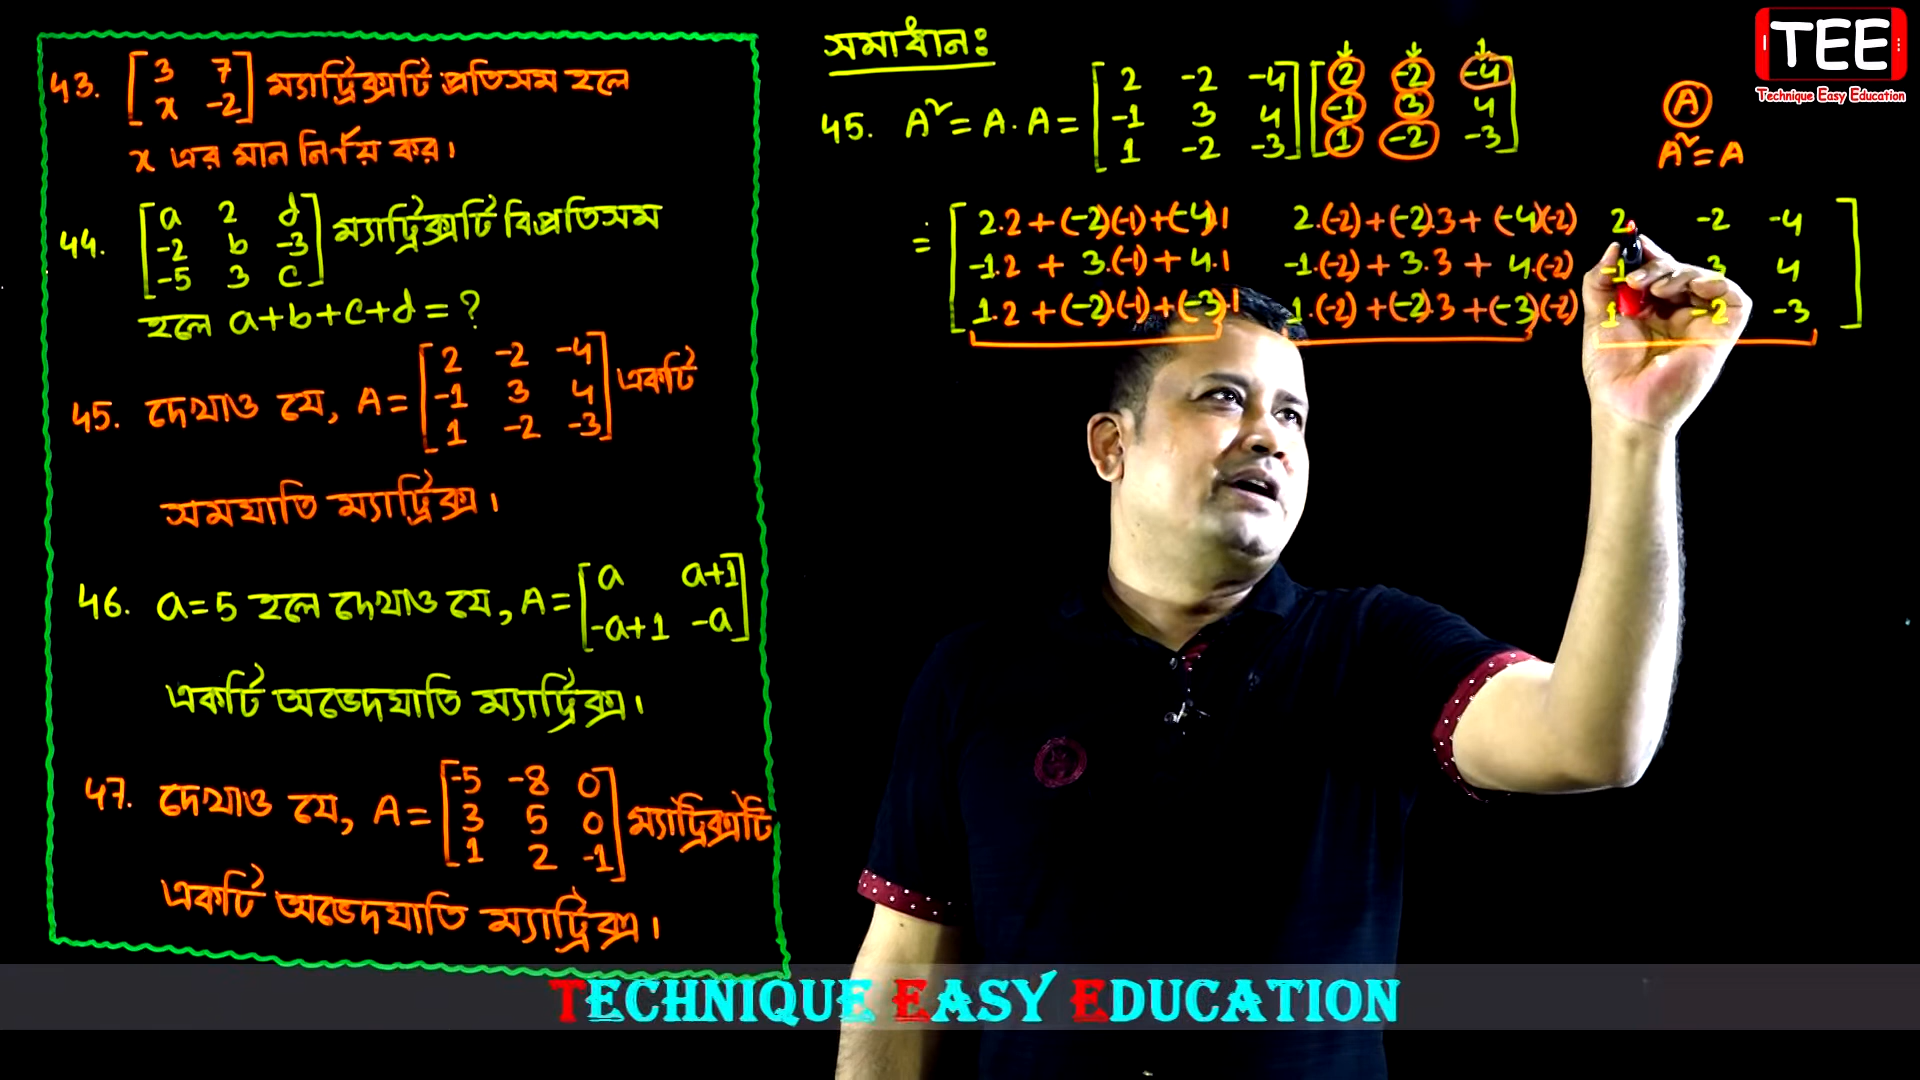 43. [3 7
x -2] ম্যাট্রিক্সটি প্রতিসম হলে
x এর মান নির্ণয় কর।
44. [a 2 d
-2 b -3
-5 3 c] ম্যাট্রিক্সটি বিপ্রতিসম
হলে a+b+c+d = ?
45. দেখাও যে, A = [2 -2 -4
-1 3 4
1 -2 -3] একটি
সমঘাতি ম্যাট্রিক্স।
46. a=5 হলে দেখাও যে, A = [a a+1
-a+1 -a]
একটি অভেদঘাতি ম্যাট্রিক্স।
47. দেখাও যে, A = [-5 -8 0
3 5 0
1 2 -1] ম্যাট্রিক্সটি
একটি অভেদঘাতি ম্যাট্রিক্স।
সমাধানঃ
45. A² = A.A = [2 -2 -4
-1 3 4
1 -2 -3] [2 -2 -4
-1 3 4
1 -2 -3]
A
A² = A
= [2.2 + (-2)(-1) + (-4).1 2.(-2) + (-2).3 + (-4)(-2) 2. -2 -4
-1.2 + 3.(-1) + 4.1 -1.(-2) + 3.3 + 4.(-2) -1 3 4
1.2 + (-2)(-1) + (-3).1 1.(-2) + (-2).3 + (-3)(-2) 1 -2 -3]
TEE
Technique Easy Education
TECHNIQUE EASY EDUCATION